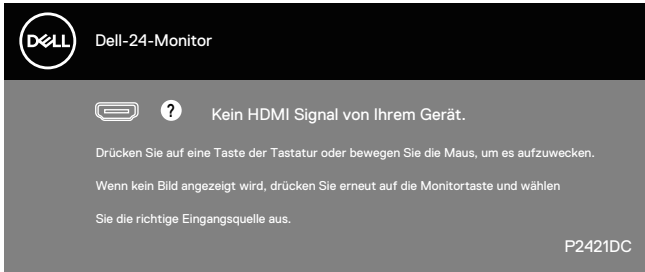 DELL
Dell-24-Monitor
? Kein HDMI Signal von Ihrem Gerät.
Drücken Sie auf eine Taste der Tastatur oder bewegen Sie die Maus, um es aufzuwecken.
Wenn kein Bild angezeigt wird, drücken Sie erneut auf die Monitortaste und wählen
Sie die richtige Eingangsquelle aus.
P2421DC